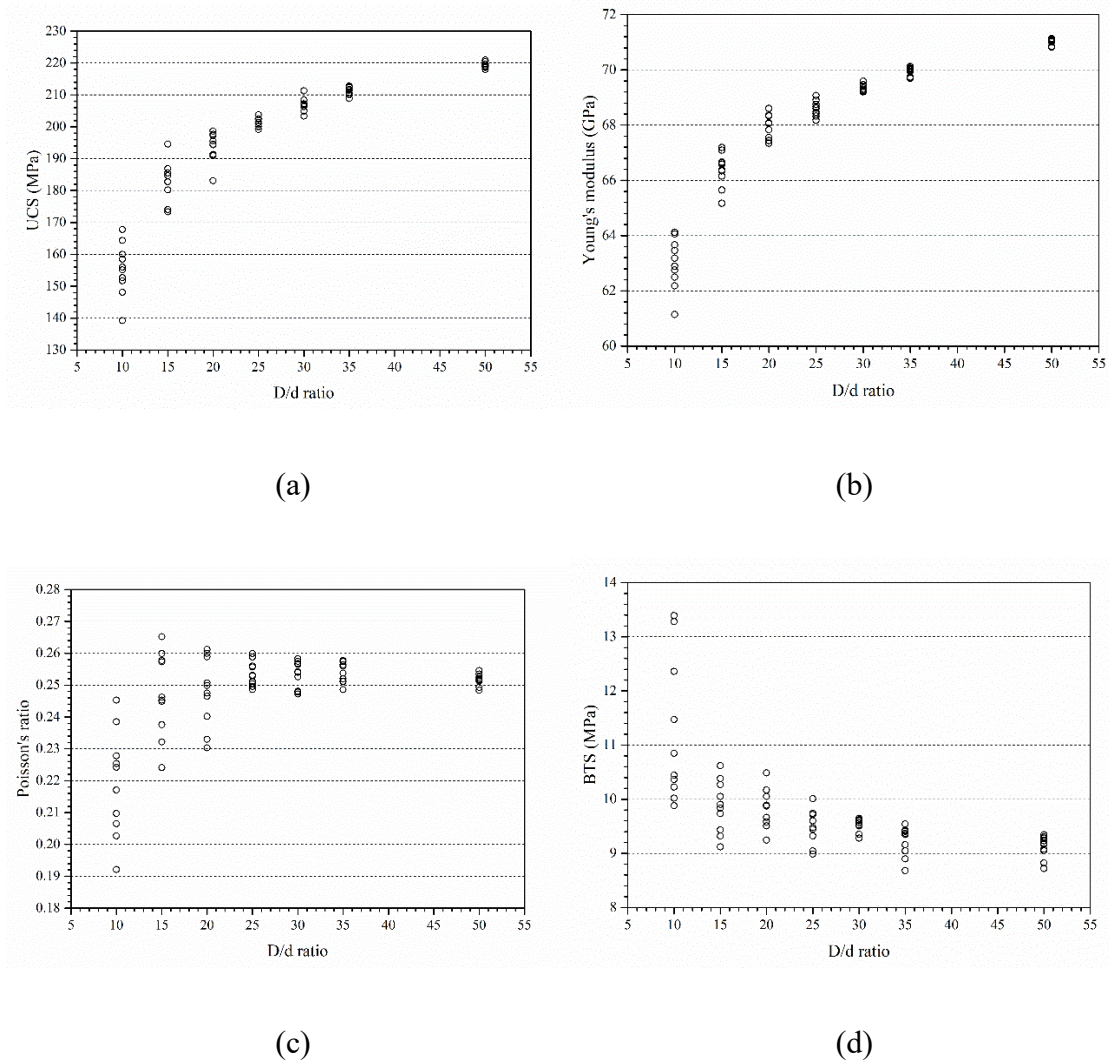 220
210
200
190
180
170
160
150
140
130
230
UCS (MPa)
5 10 15 20 25 30 35 40 45 50 55
D/d ratio
(a)
72
70
68
66
64
62
60
Young's modulus (GPa)
5 10 15 20 25 30 35 40 45 50 55
D/d ratio
(b)
0.28
0.27
0.26
0.25
0.24
0.23
0.22
0.21
0.20
0.19
0.18
Poisson's ratio
5 10 15 20 25 30 35 40 45 50 55
D/d ratio
(c)
14
13
12
11
10
9
8
BTS (MPa)
5 10 15 20 25 30 35 40 45 50 55
D/d ratio
(d)